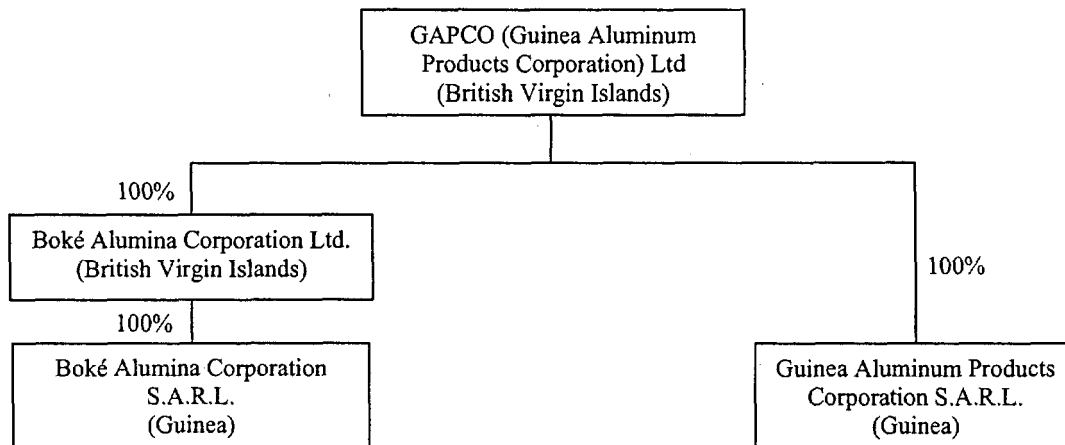 GAPCO (Guinea Aluminum
Products Corporation) Ltd
(British Virgin Islands)
100%
Boké Alumina Corporation Ltd.
(British Virgin Islands)
100%
100%
Boké Alumina Corporation
S.A.R.L.
(Guinea)
Guinea Aluminum Products
Corporation S.A.R.L.
(Guinea)